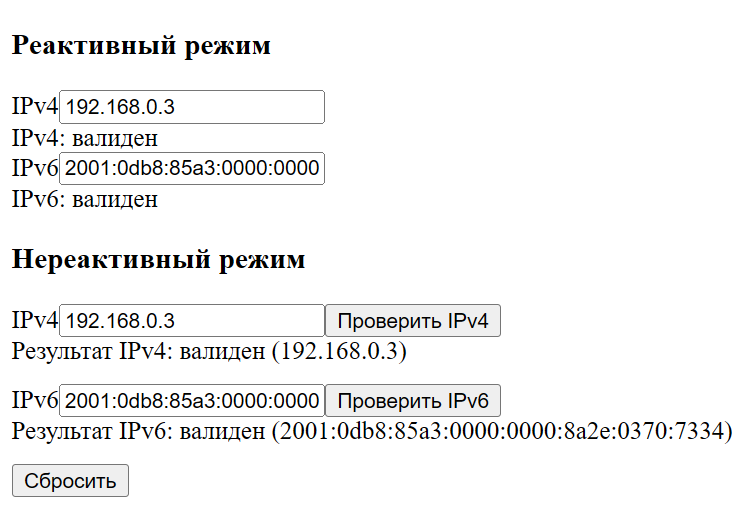 Реактивный режим
IPv4 192.168.0.3
IPv4: валиден
IPv6 2001:0db8:85a3:0000:0000
IPv6: валиден
Нереактивный режим
IPv4 192.168.0.3 Проверить IPv4
Результат IPv4: валиден (192.168.0.3)
IPv6 2001:0db8:85a3:0000:0000 Проверить IPv6
Результат IPv6: валиден (2001:0db8:85a3:0000:0000:8a2e:0370:7334)
Сбросить